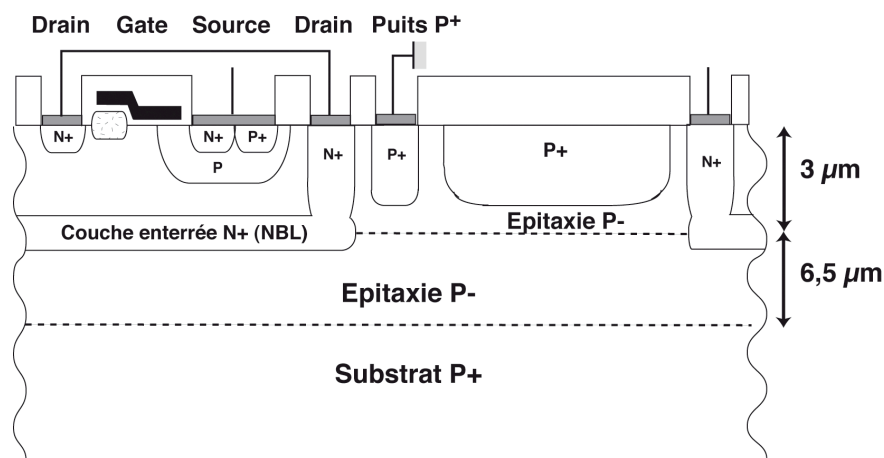 Drain Gate Source Drain Puits P+
N+ N+ P+ N+ P+ P+ N+
P
3 µm
Epitaxie P-
Couche enterrée N+ (NBL)
6,5 µm
Epitaxie P-
Substrat P+